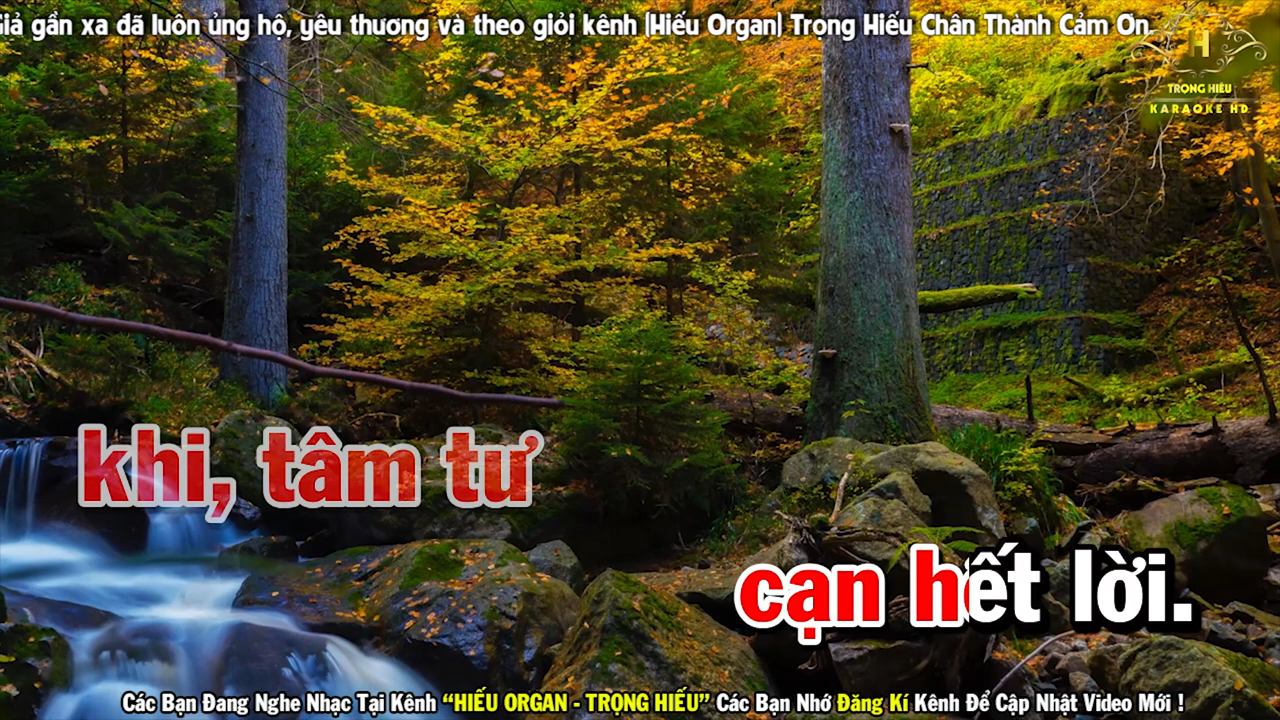 Giả gần xa đã luôn ủng hộ, yêu thương và theo giỏi kênh (Hiếu Organ) Trọng Hiếu Chân Thành Cảm Ơn.
H
TRỌNG HIẾU
KARAOKE HD
khi, tâm tư
cạn hết lời.
Các Bạn Đang Nghe Nhạc Tại Kênh “HIẾU ORGAN - TRỌNG HIẾU” Các Bạn Nhớ Đăng Kí Kênh Để Cập Nhật Video Mới !